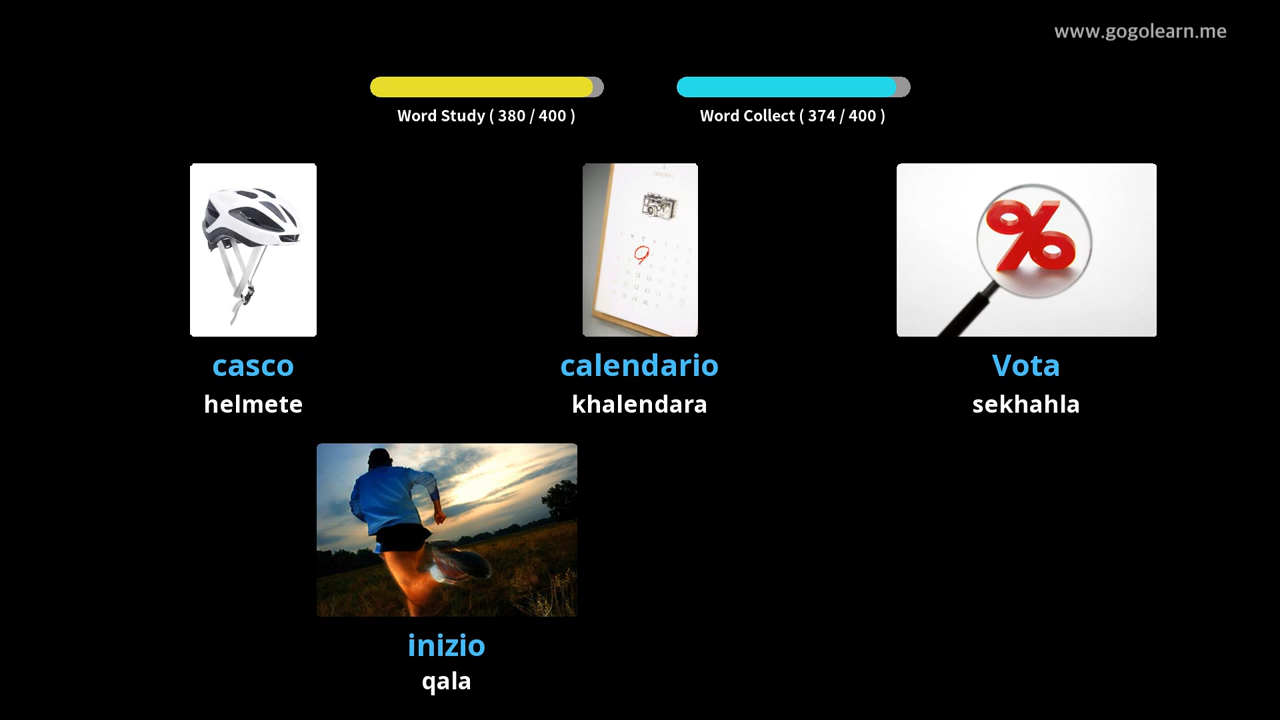 www.gogolearn.me
Word Study ( 380 / 400 )
Word Collect ( 374 / 400 )
casco
helmete
calendario
khalendara
%
Vota
sekhahla
inizio
qala